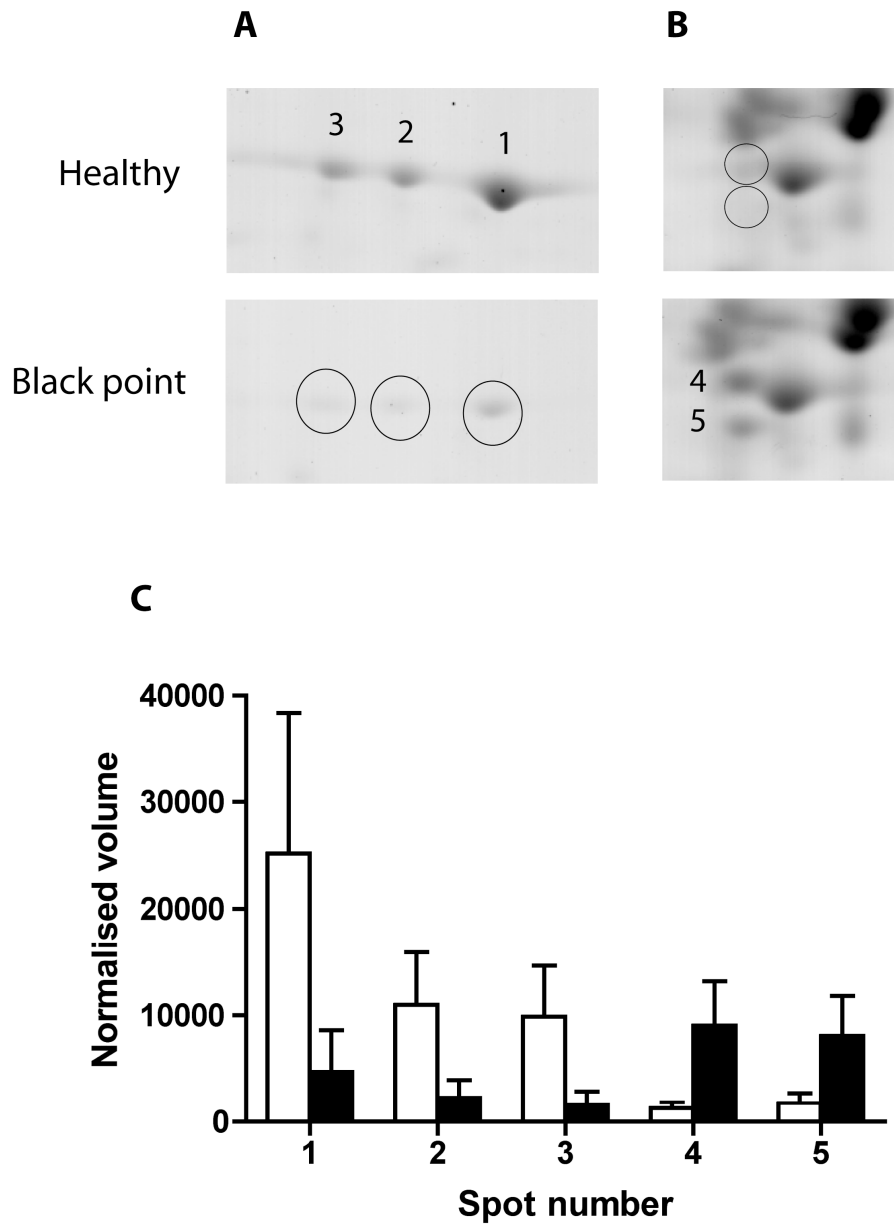 A
B
3
2
1
Healthy
Black point
4
5
C
40000
30000
20000
10000
0
Normalised volume
1 2 3 4 5
Spot number